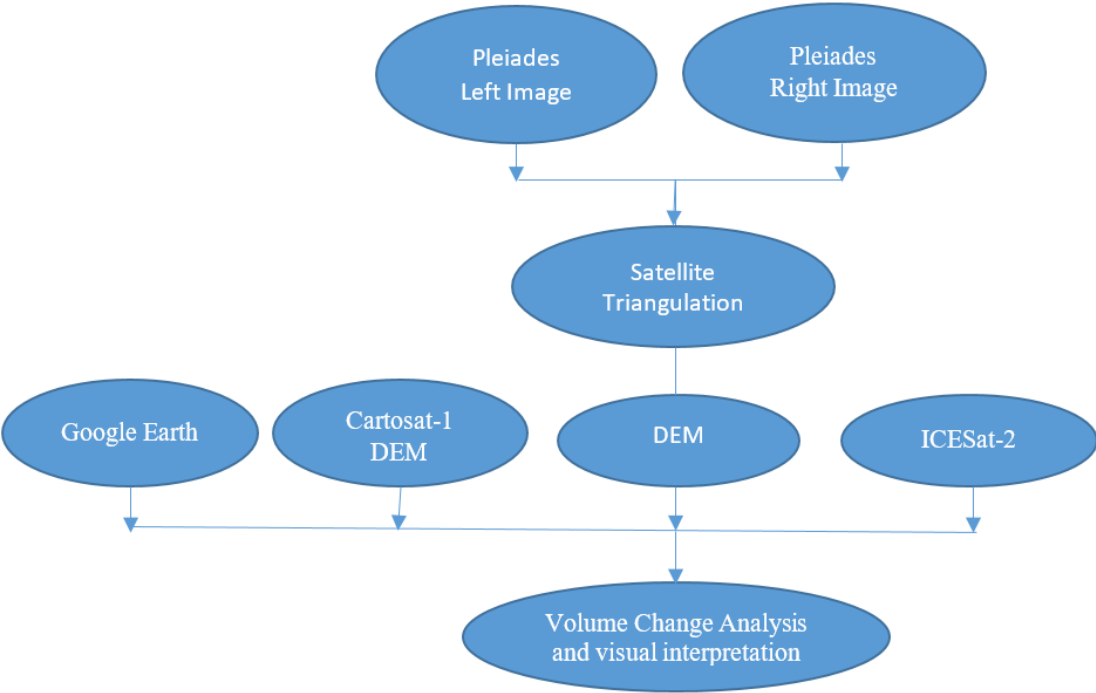 Pleiades
Left Image
Pleiades
Right Image
Satellite
Triangulation
Google Earth
Cartosat-1
DEM
DEM
ICESat-2
Volume Change Analysis
and visual interpretation